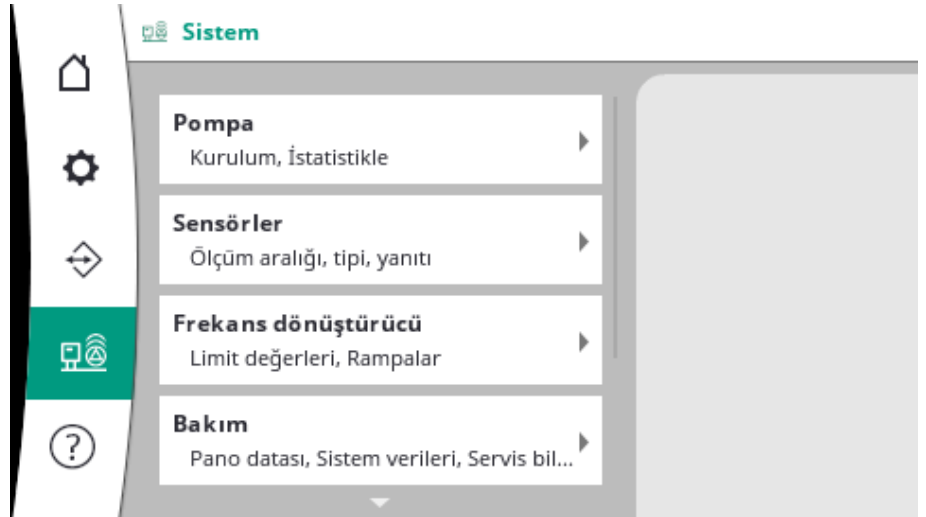 Sistem
Pompa
Kurulum, İstatistikle
Sensörler
Ölçüm aralığı, tipi, yanıtı
Frekans dönüştürücü
Limit değerleri, Rampalar
Bakım
Pano datası, Sistem verileri, Servis bil...
?